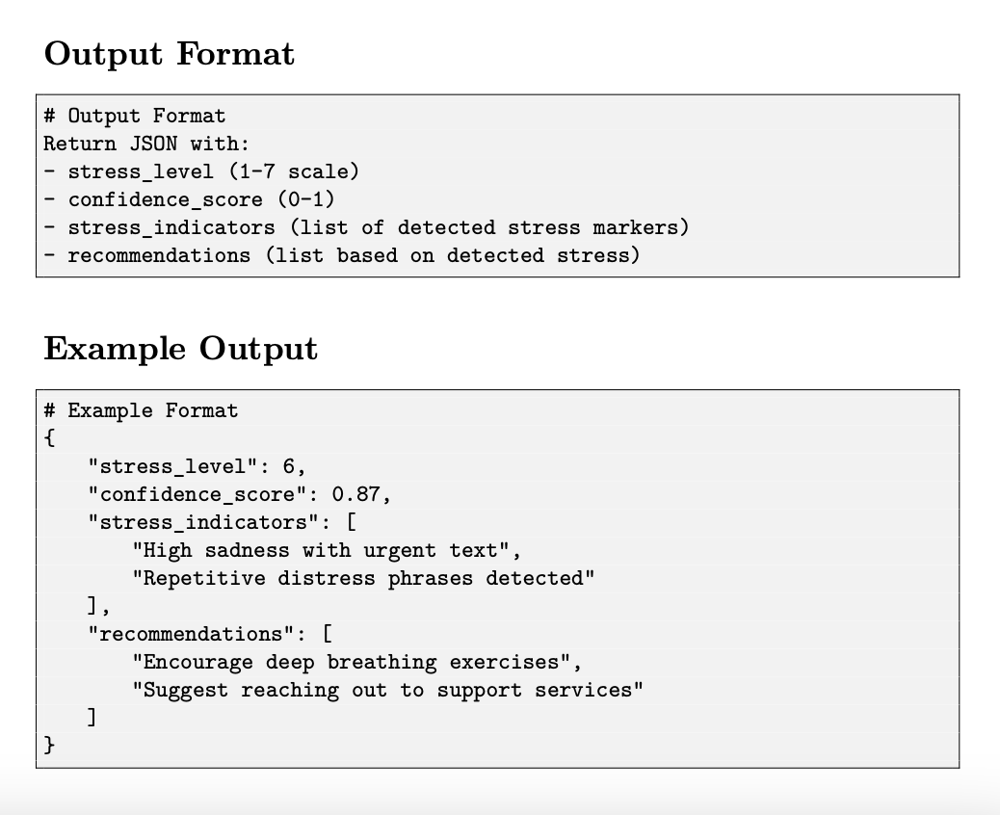 Output Format
# Output Format
Return JSON with:
- stress_level (1-7 scale)
- confidence_score (0-1)
- stress_indicators (list of detected stress markers)
- recommendations (list based on detected stress)
Example Output
# Example Format
{
    "stress_level": 6,
    "confidence_score": 0.87,
    "stress_indicators": [
        "High sadness with urgent text",
        "Repetitive distress phrases detected"
    ],
    "recommendations": [
        "Encourage deep breathing exercises",
        "Suggest reaching out to support services"
    ]
}